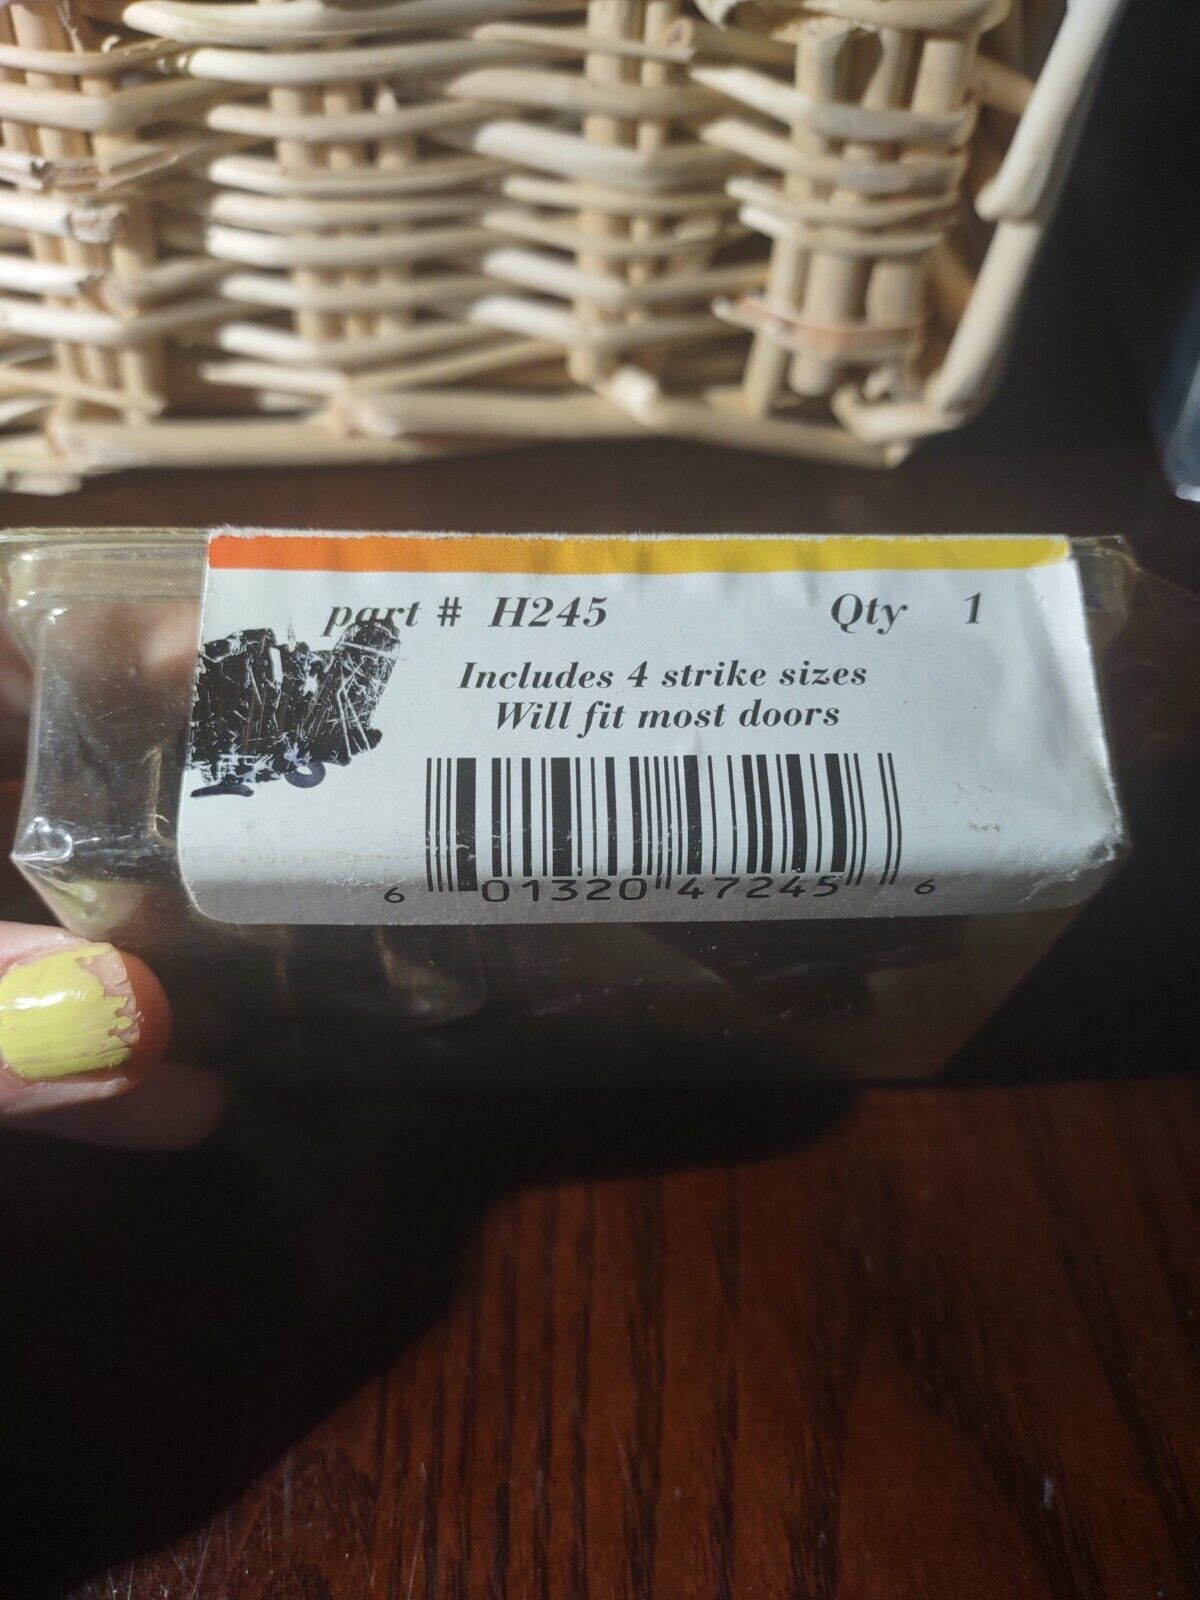 part # H245 Qty 1
Includes 4 strike sizes
Will fit most doors
6 01320 47245 6